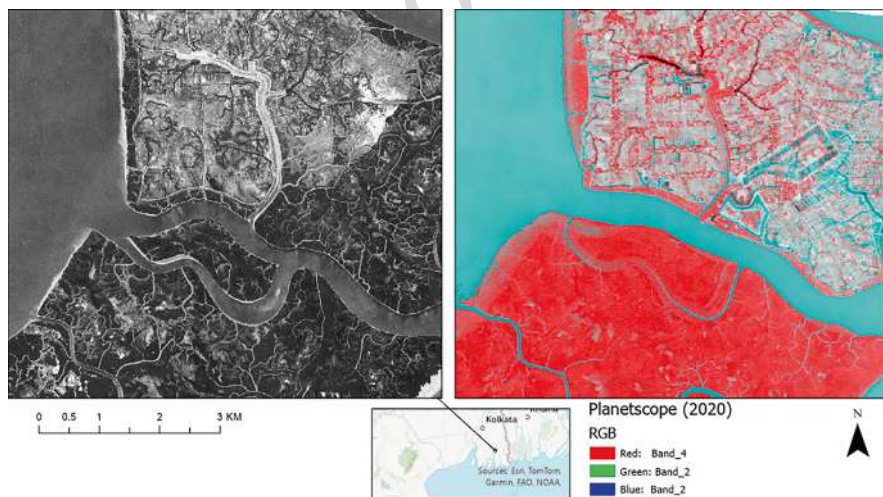 0 0.5 1 2 3 KM
Kolkata
Sources: Esri, TomTom,
Garmin, FAO, NOAA,
Planetscope (2020)
RGB
Red: Band_4
Green: Band_2
Blue: Band_2
N